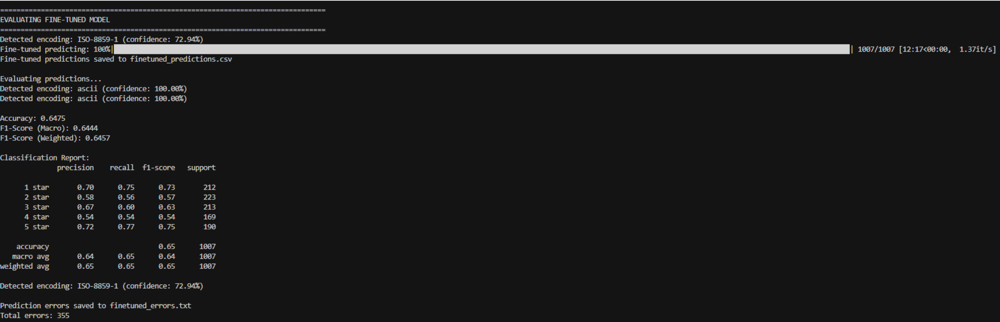 ================================================================================
EVALUATING FINE-TUNED MODEL
================================================================================
Detected encoding: ISO-8859-1 (confidence: 72.94%)
Fine-tuned predicting: 100%|██████████| 1007/1007 [12:17<00:00,  1.37it/s]
Fine-tuned predictions saved to finetuned_predictions.csv

Evaluating predictions...
Detected encoding: ascii (confidence: 100.00%)
Detected encoding: ascii (confidence: 100.00%)

Accuracy: 0.6475
F1-Score (Macro): 0.6444
F1-Score (Weighted): 0.6457

Classification Report:
              precision    recall  f1-score   support

      1 star       0.70      0.75      0.73       212
      2 star       0.58      0.56      0.57       223
      3 star       0.67      0.60      0.63       213
      4 star       0.54      0.54      0.54       169
      5 star       0.72      0.77      0.75       190

    accuracy                           0.65      1007
   macro avg       0.64      0.65      0.64      1007
weighted avg       0.65      0.65      0.65      1007

Detected encoding: ISO-8859-1 (confidence: 72.94%)

Prediction errors saved to finetuned_errors.txt
Total errors: 355